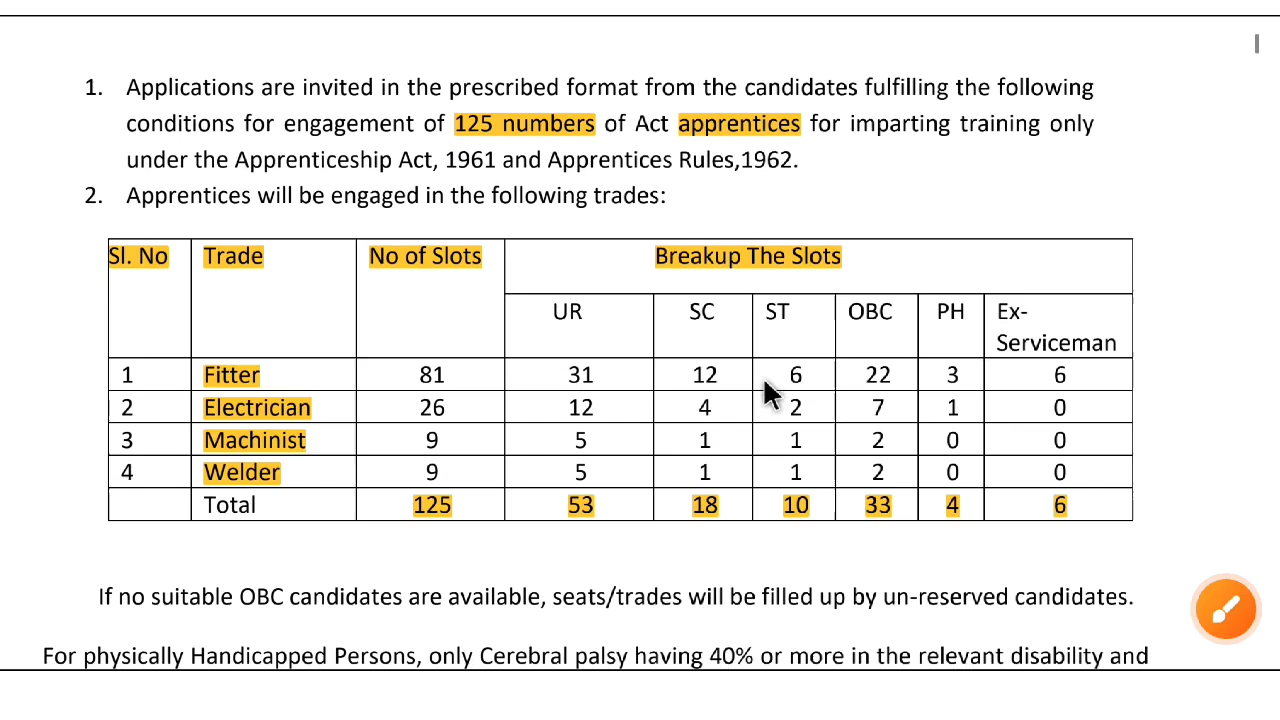 1. Applications are invited in the prescribed format from the candidates fulfilling the following
conditions for engagement of 125 numbers of Act apprentices for imparting training only
under the Apprenticeship Act, 1961 and Apprentices Rules,1962.
2. Apprentices will be engaged in the following trades:
Sl. No Trade No of Slots Breakup The Slots
UR SC ST OBC PH Ex-
Serviceman
1 Fitter 81 31 12 6 22 3 6
2 Electrician 26 12 4 2 7 1 0
3 Machinist 9 5 1 1 2 0 0
4 Welder 9 5 1 1 2 0 0
Total 125 53 18 10 33 4 6
If no suitable OBC candidates are available, seats/trades will be filled up by un-reserved candidates.
For physically Handicapped Persons, only Cerebral palsy having 40% or more in the relevant disability and